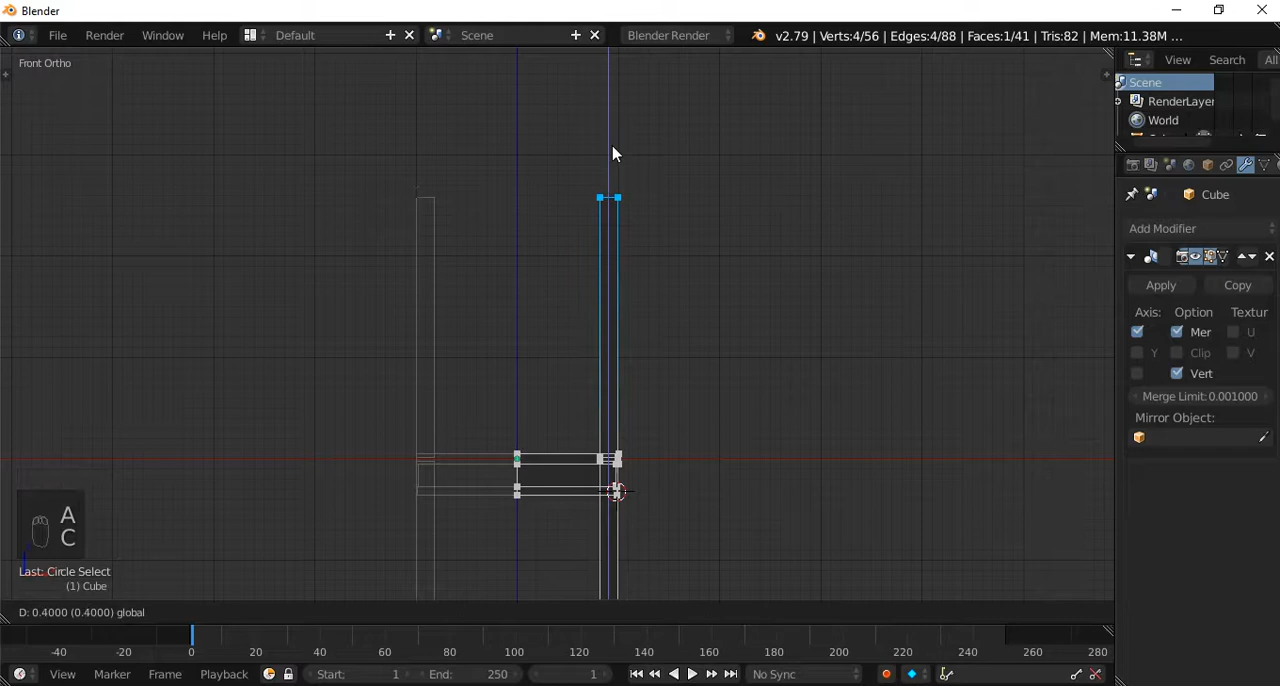 Blender
File Render Window Help Default Scene Blender Render v2.79 | Verts:4/56 | Edges:4/88 | Faces:1/41 | Tris:82 | Mem:11.38M ...
Front Ortho
View Search All
Scene
RenderLayer
World
Cube
Add Modifier
Apply Copy
Axis: Option Textur
Mer U
Y Clip V
Vert
Merge Limit: 0.001000
Mirror Object:
A
C
Last: Circle Select
(1) Cube
D: 0.4000 (0.4000) global
-40 -20 0 20 40 60 80 100 120 140 160 180 200 220 240 260 280
View Marker Frame Playback Start: 1 End: 250 1 No Sync